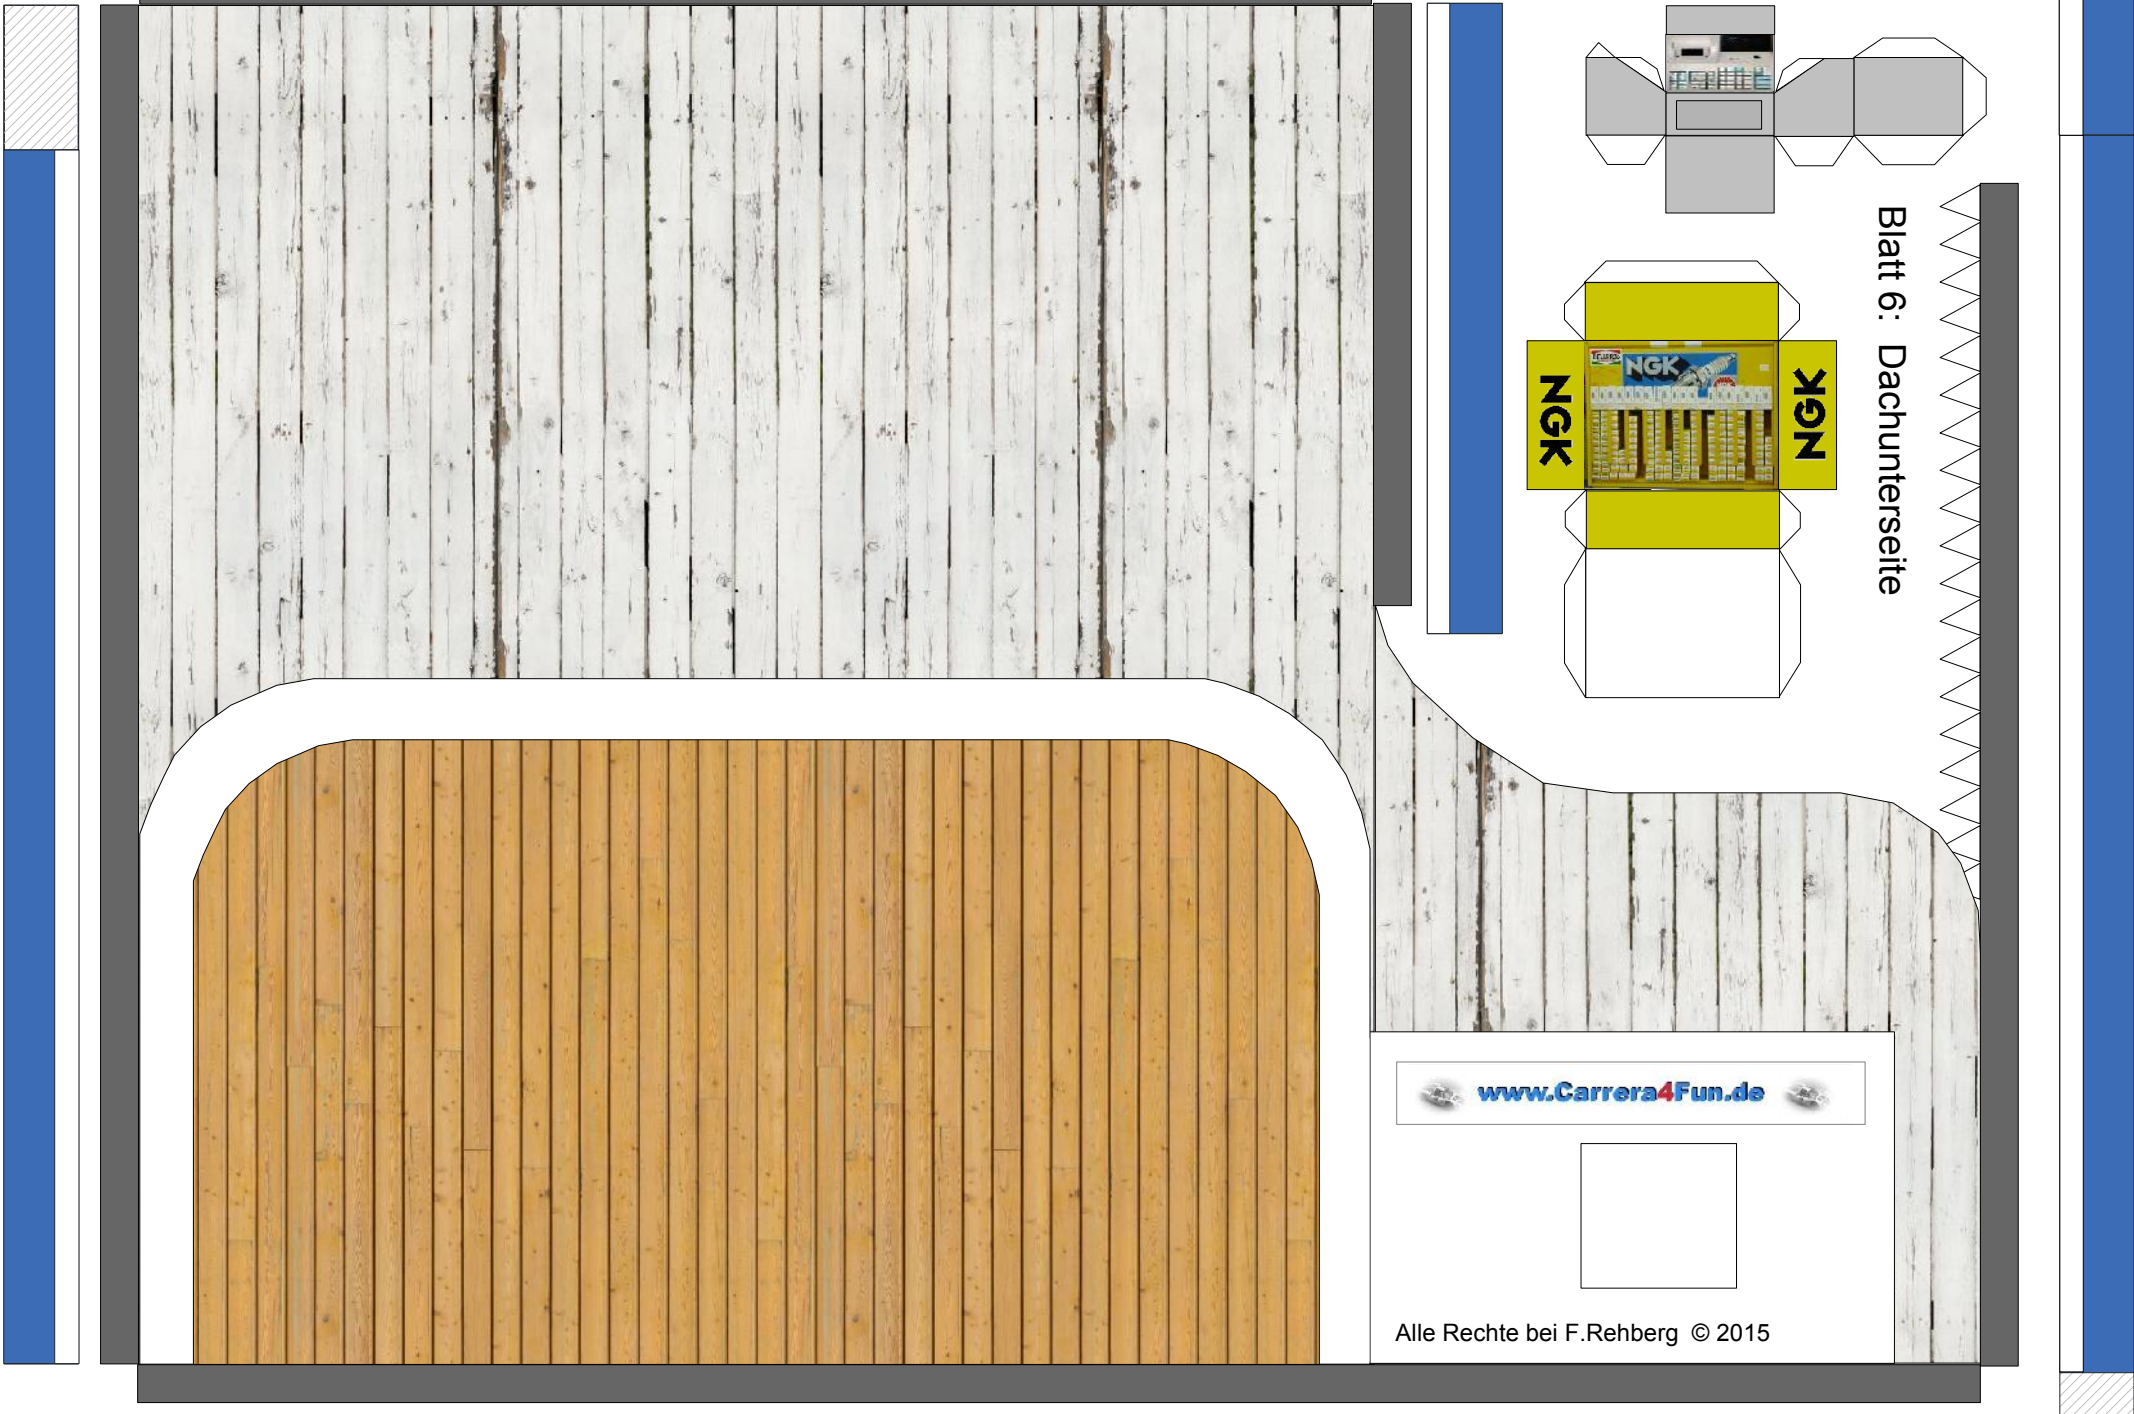 Blatt 6:  Dachunterseite
NGK
NGK
NGK
www.Carrera4Fun.de
Alle Rechte bei F.Rehberg © 2015